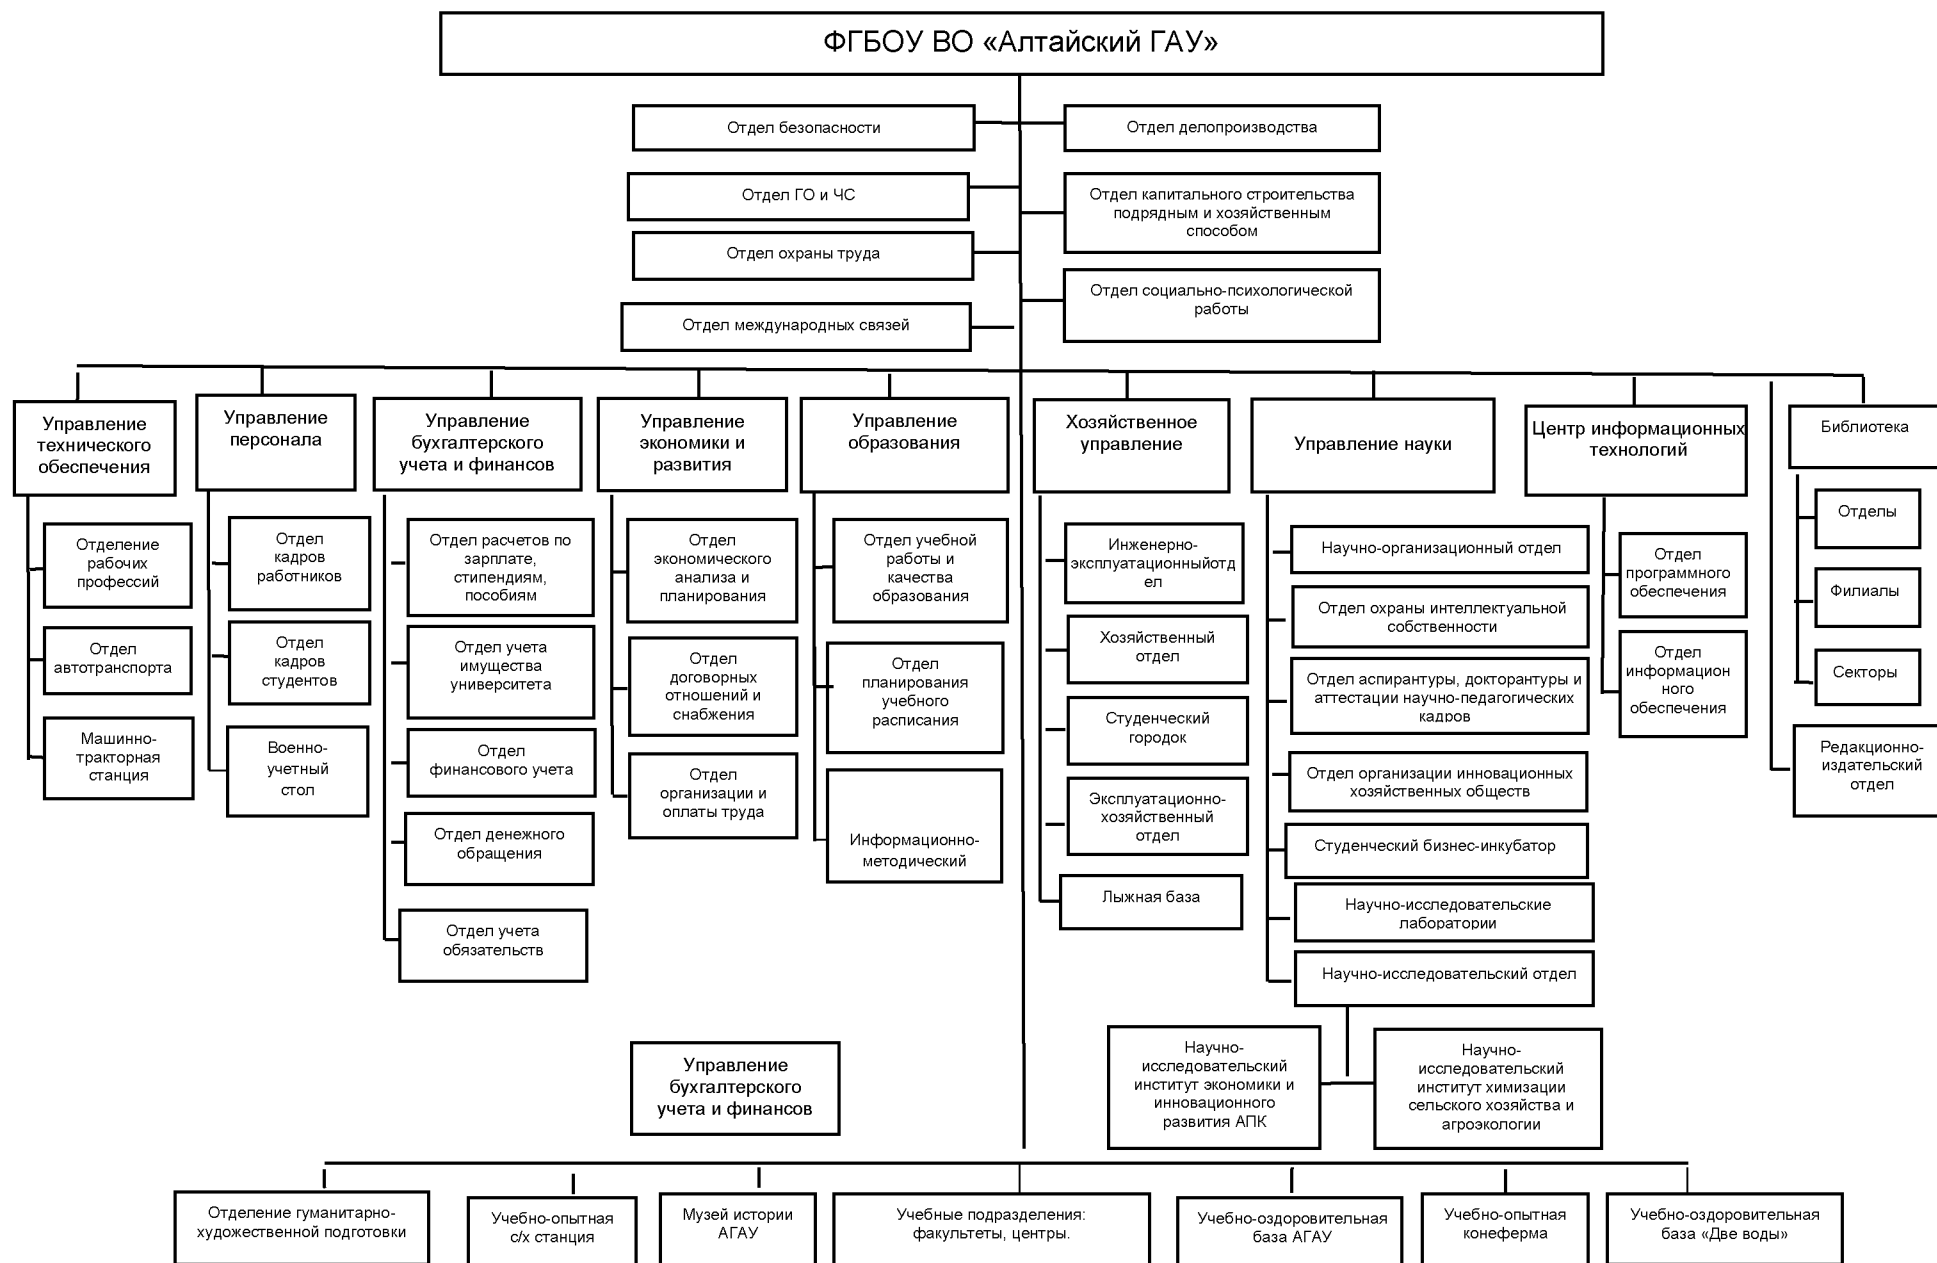 ФГБОУ ВО «Алтайский ГАУ»
Отдел безопасности
Отдел делопроизводства
Отдел ГО и ЧС
Отдел капитального строительства
подрядным и хозяйственным
способом
Отдел охраны труда
Отдел социально-психологической
работы
Отдел международных связей
Управление
технического
обеспечения
Управление
персонала
Управление
бухгалтерского
учета и финансов
Управление
экономики и
развития
Управление
образования
Хозяйственное
управление
Управление науки
Центр информационных
технологий
Библиотека
Отделение
рабочих
профессий
Отдел
автотранспорта
Машинно-
тракторная
станция
Отдел
кадров
работников
Отдел
кадров
студентов
Военно-
учетный
стол
Отдел расчетов по
зарплате,
стипендиям,
пособиям
Отдел учета
имущества
университета
Отдел
финансового учета
Отдел денежного
обращения
Отдел учета
обязательств
Отдел
экономического
анализа и
планирования
Отдел
договорных
отношений и
снабжения
Отдел
организации и
оплаты труда
Отдел учебной
работы и
качества
образования
Отдел
планирования
учебного
расписания
Информационно-
методический
Инженерно-
эксплуатационныйотд
ел
Хозяйственный
отдел
Студенческий
городок
Эксплуатационно-
хозяйственный
отдел
Лыжная база
Научно-организационный отдел
Отдел охраны интеллектуальной
собственности
Отдел аспирантуры, докторантуры и
аттестации научно-педагогических
кадров
Отдел организации инновационных
хозяйственных обществ
Студенческий бизнес-инкубатор
Научно-исследовательские
лаборатории
Научно-исследовательский отдел
Отдел
программного
обеспечения
Отдел
информацион
ного
обеспечения
Отделы
Филиалы
Секторы
Редакционно-
издательский
отдел
Управление
бухгалтерского
учета и финансов
Научно-
исследовательский
институт экономики и
инновационного
развития АПК
Научно-
исследовательский
институт химизации
сельского хозяйства и
агроэкологии
Отделение гуманитарно-
художественной подготовки
Учебно-опытная
с/х станция
Музей истории
АГАУ
Учебные подразделения:
факультеты, центры.
Учебно-оздоровительная
база АГАУ
Учебно-опытная
конеферма
Учебно-оздоровительная
база «Две воды»